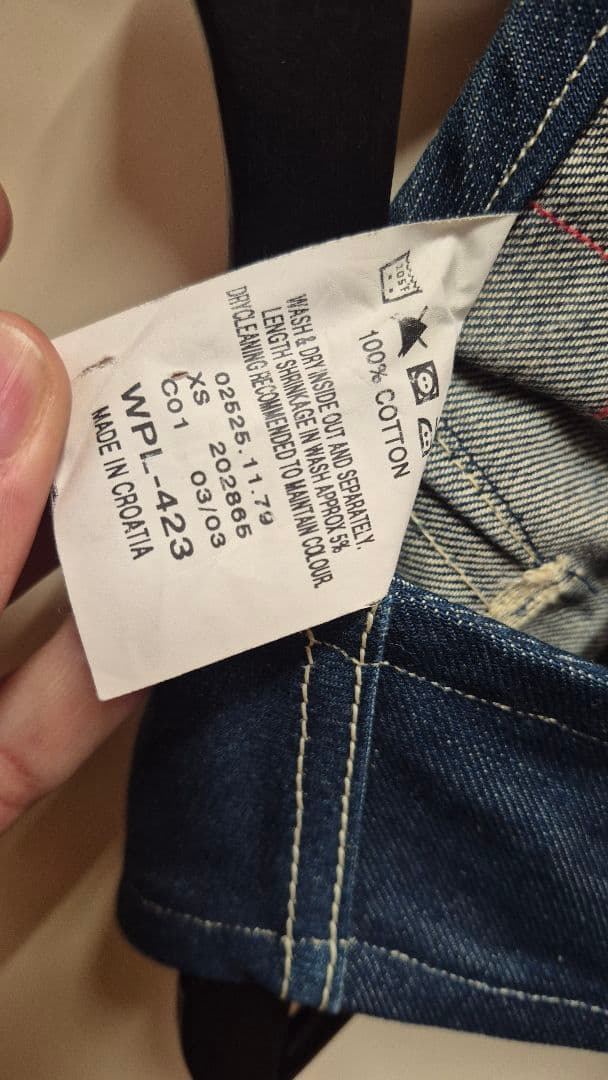 105F
100% COTTON
WASH & DRY INSIDE OUT AND SEPARATELY.
LENGTH SHRINKAGE IN WASH APPROX 5%
DRYCLEANING RECOMMENDED TO MAINTAIN COLOUR.
02525.11.79
XS 202865
C01 03/03
WPL-423
MADE IN CROATIA